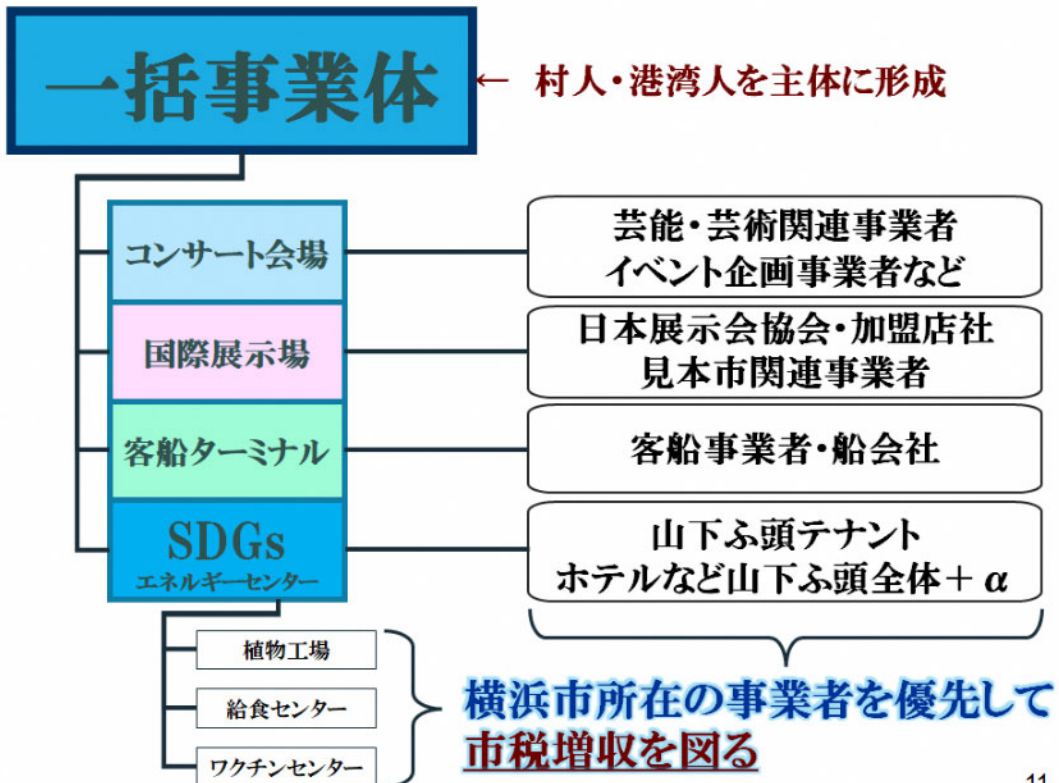 一括事業体
← 村人・港湾人を主体に形成
コンサート会場
芸能・芸術関連事業者
イベント企画事業者など
国際展示場
日本展示会協会・加盟店社
見本市関連事業者
客船ターミナル
客船事業者・船会社
SDGs
エネルギーセンター
山下ふ頭テナント
ホテルなど山下ふ頭全体+α
植物工場
給食センター
ワクチンセンター
横浜市所在の事業者を優先して
市税増収を図る
11